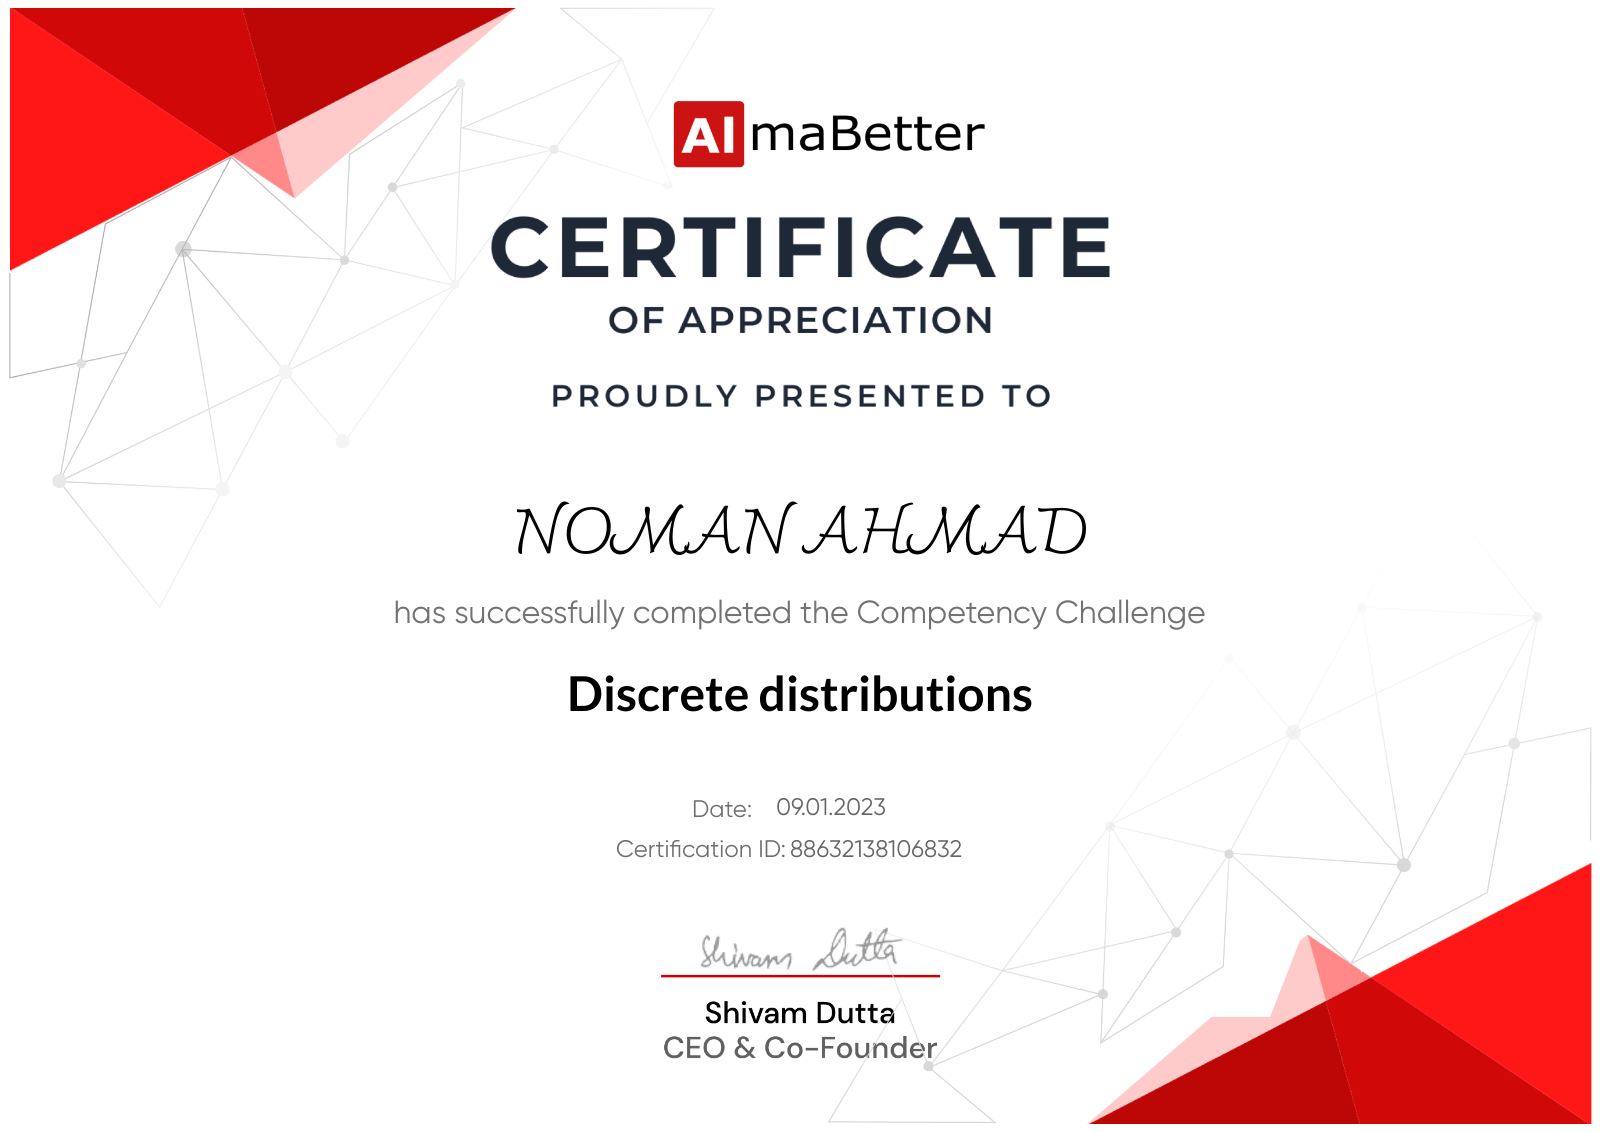 AlmaBetter
CERTIFICATE
OF APPRECIATION
PROUDLY PRESENTED TO
NOMAN AHMAD
has successfully completed the Competency Challenge
Discrete distributions
Date: 09.01.2023
Certification ID: 88632138106832
Shivam Dutta
Shivam Dutta
CEO & Co-Founder